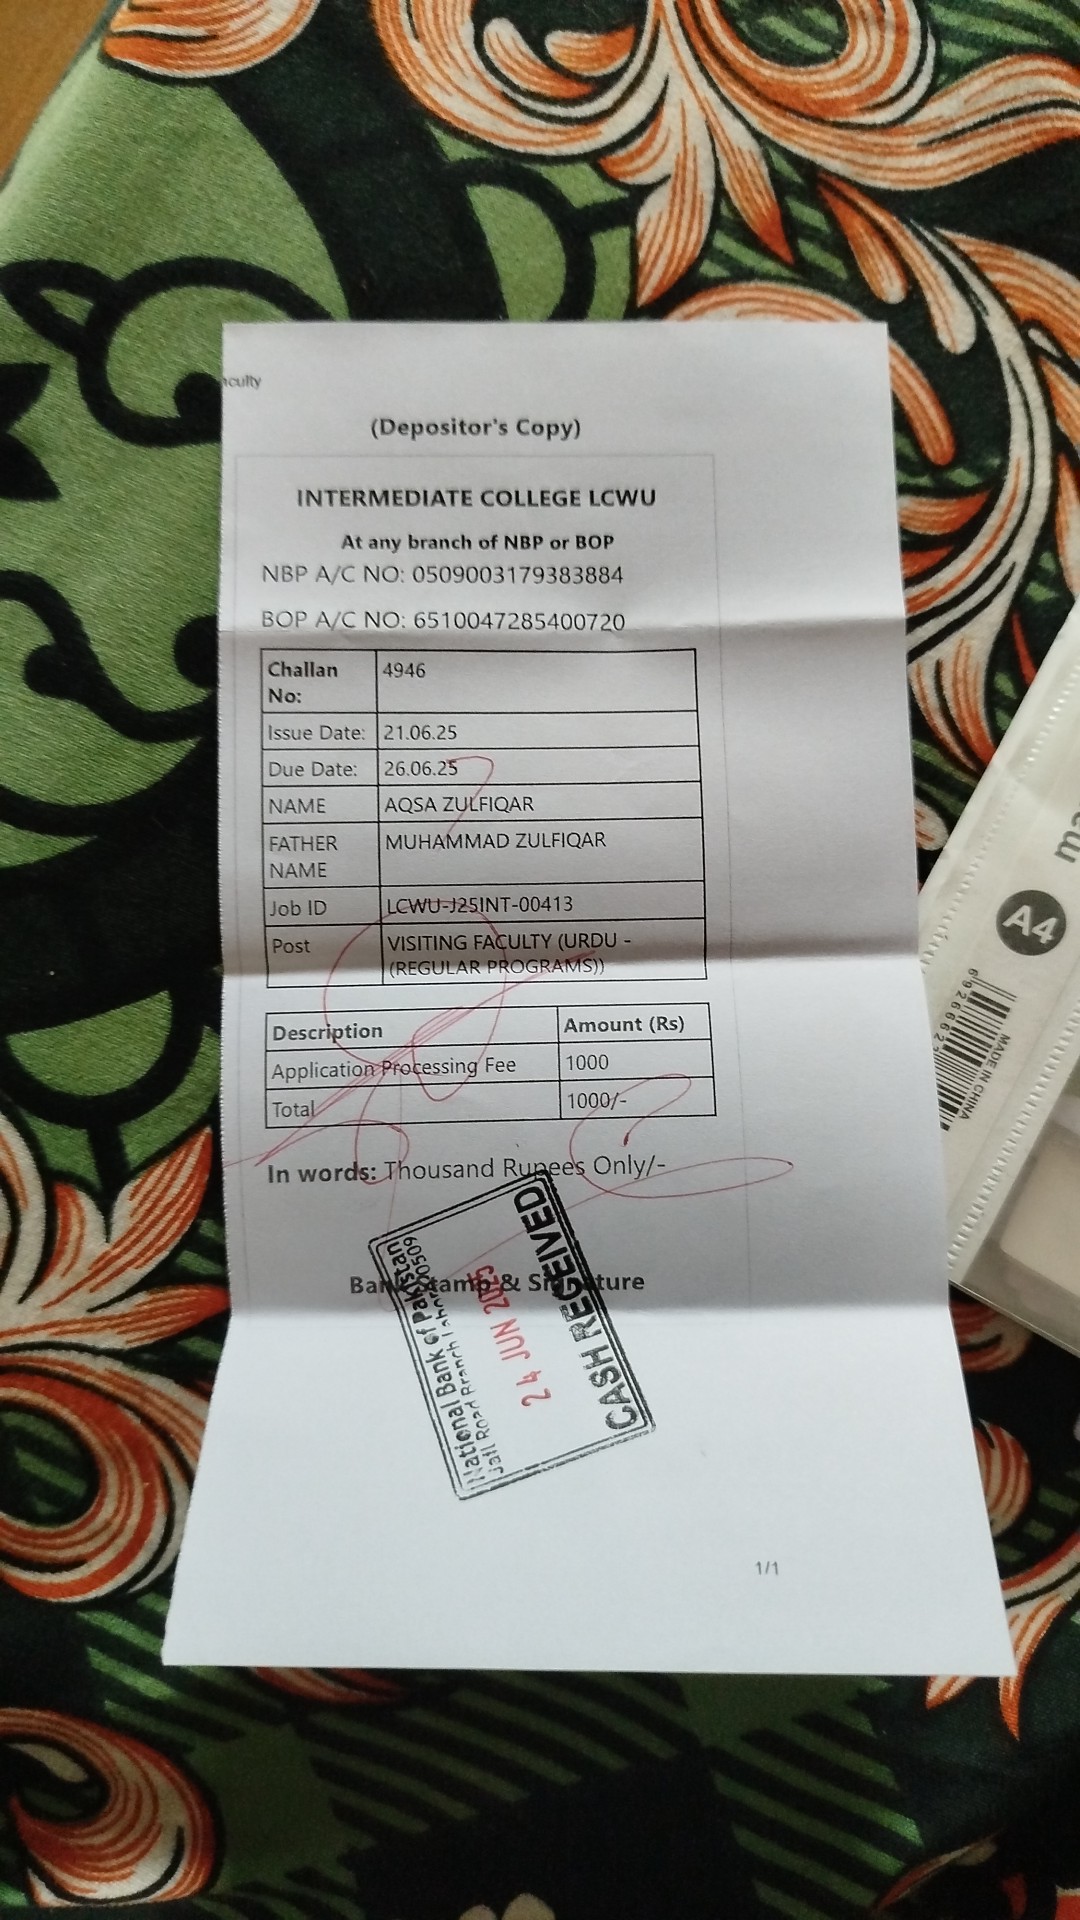 (Depositor's Copy)
INTERMEDIATE COLLEGE LCWU
At any branch of NBP or BOP
NBP A/C NO: 0509003179383884
BOP A/C NO: 6510047285400720
Challan No: 4946
Issue Date: 21.06.25
Due Date: 26.06.25
NAME AQSA ZULFIQAR
FATHER NAME MUHAMMAD ZULFIQAR
Job ID LCWU-J25INT-00413
Post VISITING FACULTY (URDU -
(REGULAR PROGRAMS))
Description Amount (Rs)
Application Processing Fee 1000
Total 1000/-
In words: Thousand Rupees Only/-
Bank Stamp & Signature
National Bank of Pakistan
Jail Road Branch
24 JUN 2025
CASH RECEIVED
1/1
A4
MADE IN CHINA